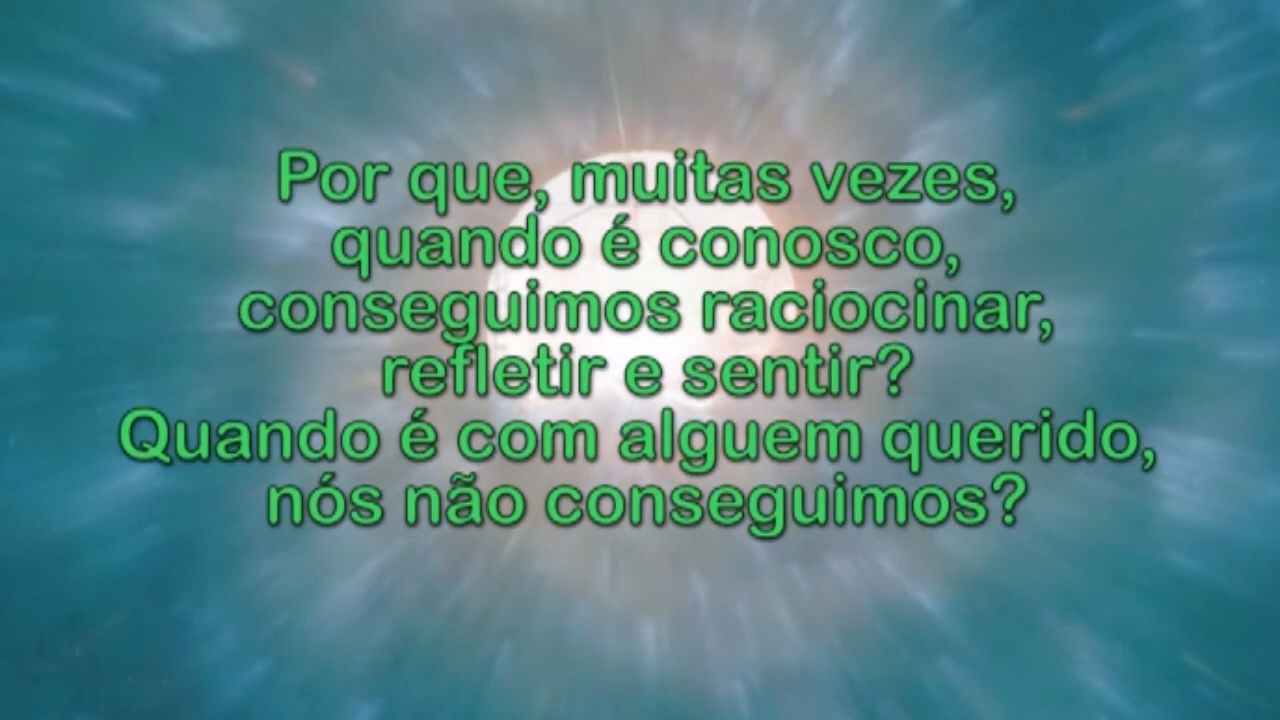 Por que, muitas vezes,
quando é conosco,
conseguimos raciocinar,
refletir e sentir?
Quando é com alguem querido,
nós não conseguimos?